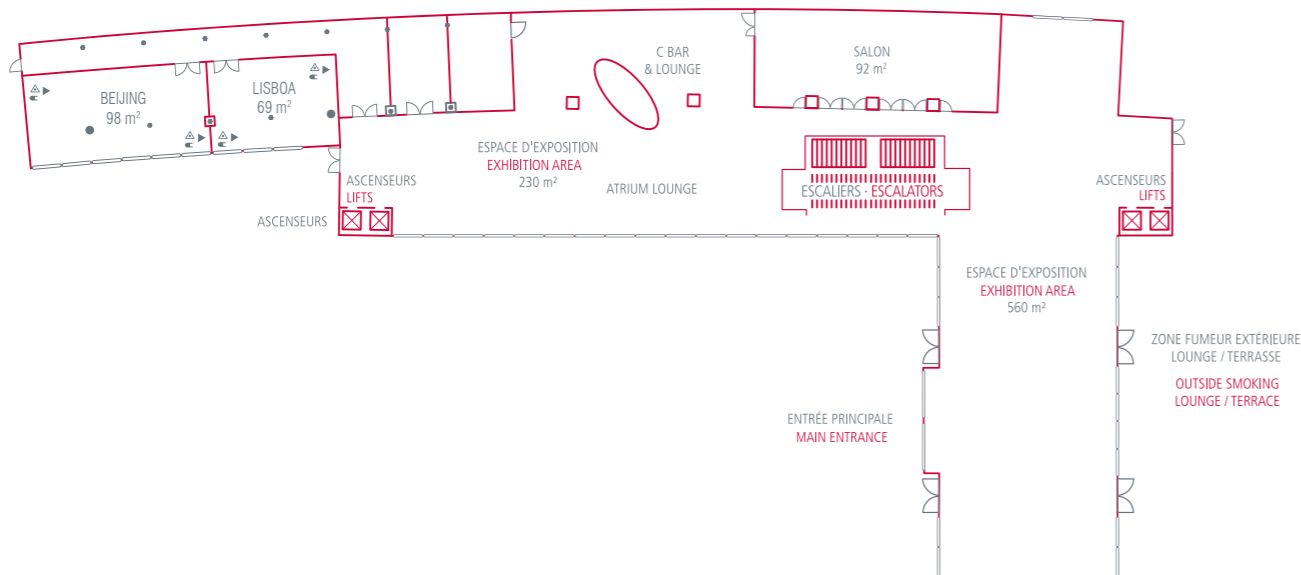 BEIJING
98 m²
LISBOA
69 m²
C BAR
& LOUNGE
SALON
92 m²
ESPACE D'EXPOSITION
EXHIBITION AREA
230 m²
ATRIUM LOUNGE
ESCALIERS - ESCALATORS
ASCENSEURS
LIFTS
ASCENSEURS
ASCENSEURS
LIFTS
ESPACE D'EXPOSITION
EXHIBITION AREA
560 m²
ZONE FUMEUR EXTÉRIEURE
LOUNGE / TERRASSE
OUTSIDE SMOKING
LOUNGE / TERRACE
ENTRÉE PRINCIPALE
MAIN ENTRANCE